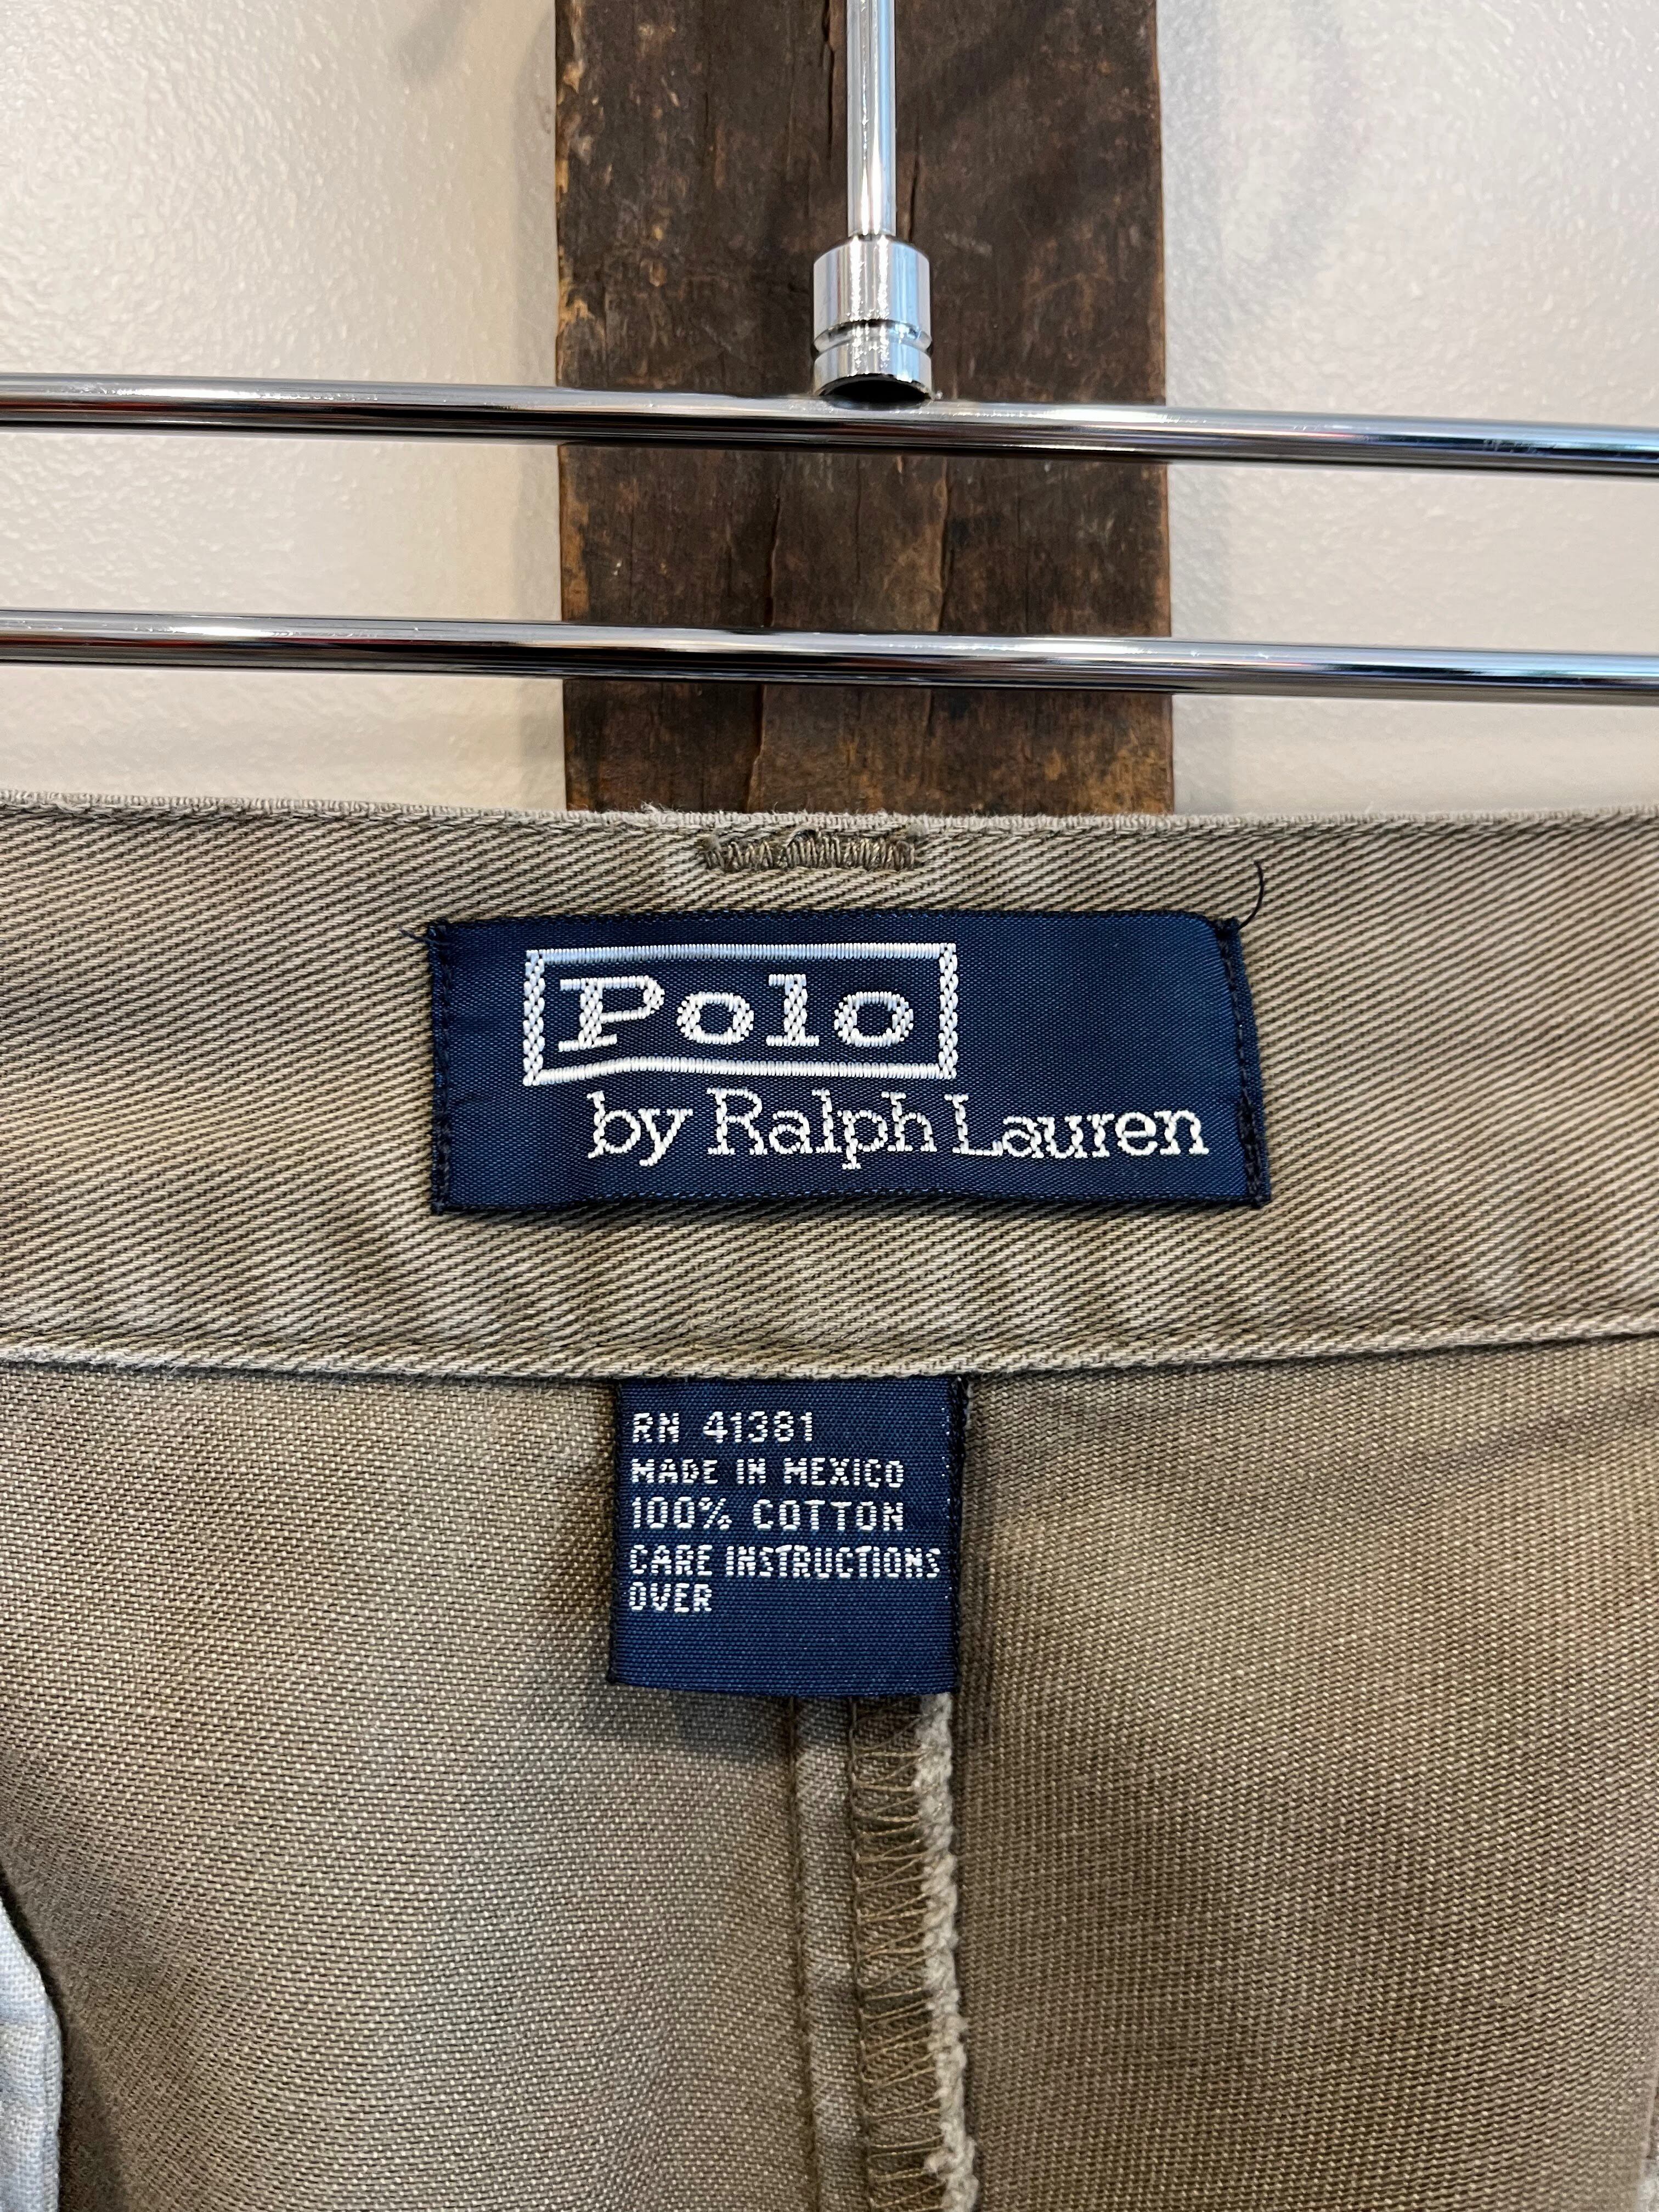 Polo
by Ralph Lauren
RN 41381
MADE IN MEXICO
100% COTTON
CARE INSTRUCTIONS
OVER